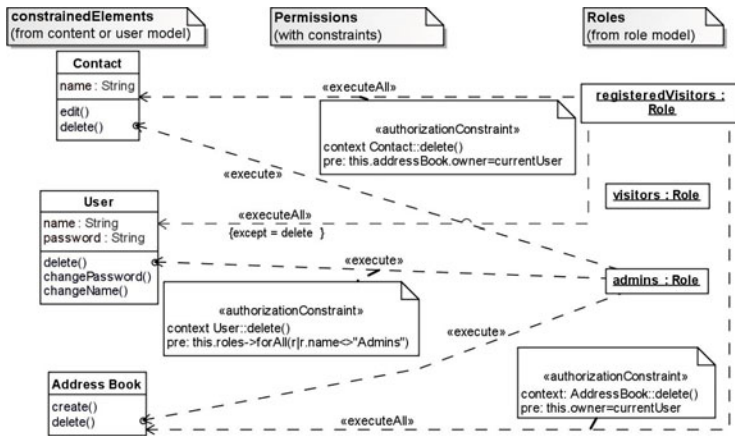 constrainedElements
(from content or user model)
Permissions
(with constraints)
Roles
(from role model)
Contact
name : String
edit()
delete()
«executeAll»
registeredVisitors :
Role
«authorizationConstraint»
context Contact::delete()
pre: this.addressBook.owner=currentUser
«execute»
User
name : String
password : String
delete()
changePassword()
changeName()
«executeAll»
{except = delete }
visitors : Role
«execute»
admins : Role
«authorizationConstraint»
context User::delete()
pre: this.roles->forAll(r|r.name<>"Admins")
«execute»
Address Book
create()
delete()
«authorizationConstraint»
context: AddressBook::delete()
pre: this.owner=currentUser
«executeAll»